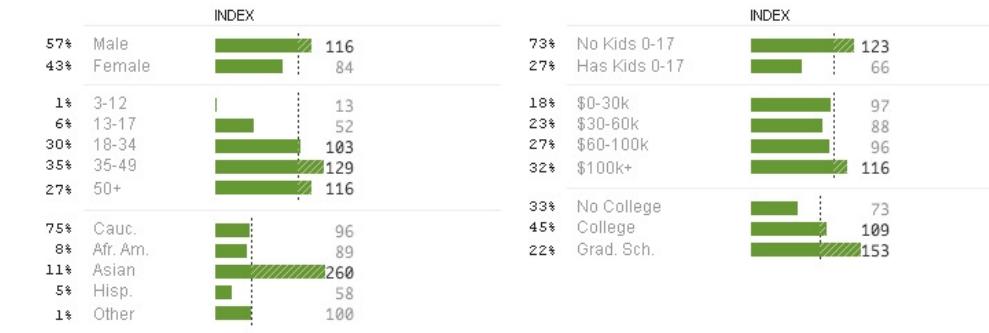 INDEX
57% Male 116
43% Female 84
1% 3-12 13
6% 13-17 52
30% 18-34 103
35% 35-49 129
27% 50+ 116
75% Cauc. 96
8% Afr. Am. 89
11% Asian 260
5% Hisp. 58
1% Other 100
INDEX
73% No Kids 0-17 123
27% Has Kids 0-17 66
18% $0-30k 97
23% $30-60k 88
27% $60-100k 96
32% $100k+ 116
33% No College 73
45% College 109
22% Grad. Sch. 153